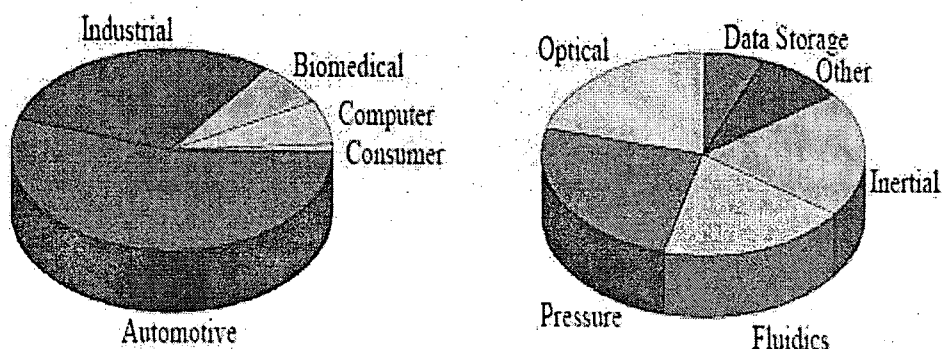 Industrial
Biomedical
Computer
Consumer
Automotive
Optical
Data Storage
Other
Inertial
Pressure
Fluidics